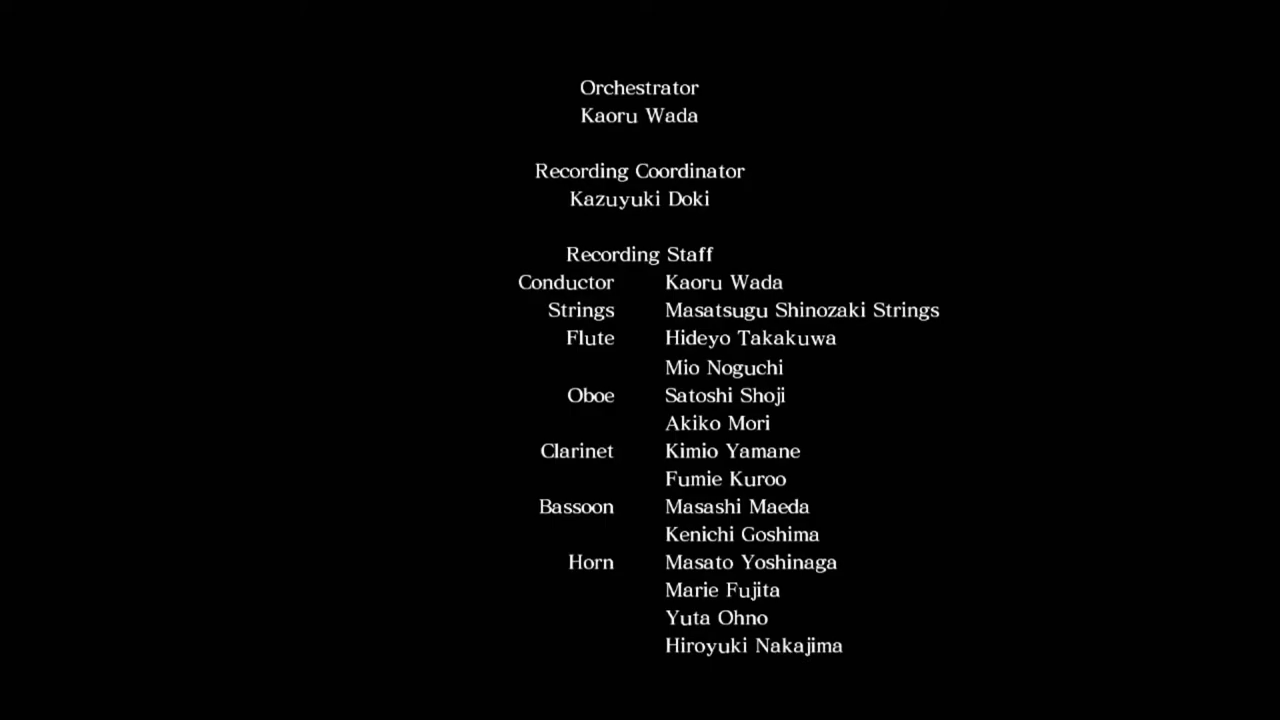 Orchestrator
Kaoru Wada
Recording Coordinator
Kazuyuki Doki
Recording Staff
Conductor Kaoru Wada
Strings Masatsugu Shinozaki Strings
Flute Hideyo Takakuwa
Mio Noguchi
Oboe Satoshi Shoji
Akiko Mori
Clarinet Kimio Yamane
Fumie Kuroo
Bassoon Masashi Maeda
Kenichi Goshima
Horn Masato Yoshinaga
Marie Fujita
Yuta Ohno
Hiroyuki Nakajima